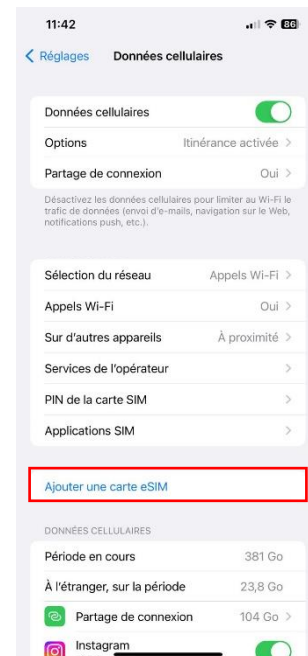 11:42
86
Réglages
Données cellulaires
Données cellulaires
Options
Itinérance activée
Partage de connexion
Oui
Désactivez les données cellulaires pour limiter au Wi-Fi le
trafic de données (envoi d'e-mails, navigation sur le Web,
notifications push, etc.).
Sélection du réseau
Appels Wi-Fi
Appels Wi-Fi
Oui
Sur d'autres appareils
À proximité
Services de l'opérateur
PIN de la carte SIM
Applications SIM
Ajouter une carte eSIM
DONNÉES CELLULAIRES
Période en cours
381 Go
À l'étranger, sur la période
23,8 Go
Partage de connexion
104 Go
Instagram